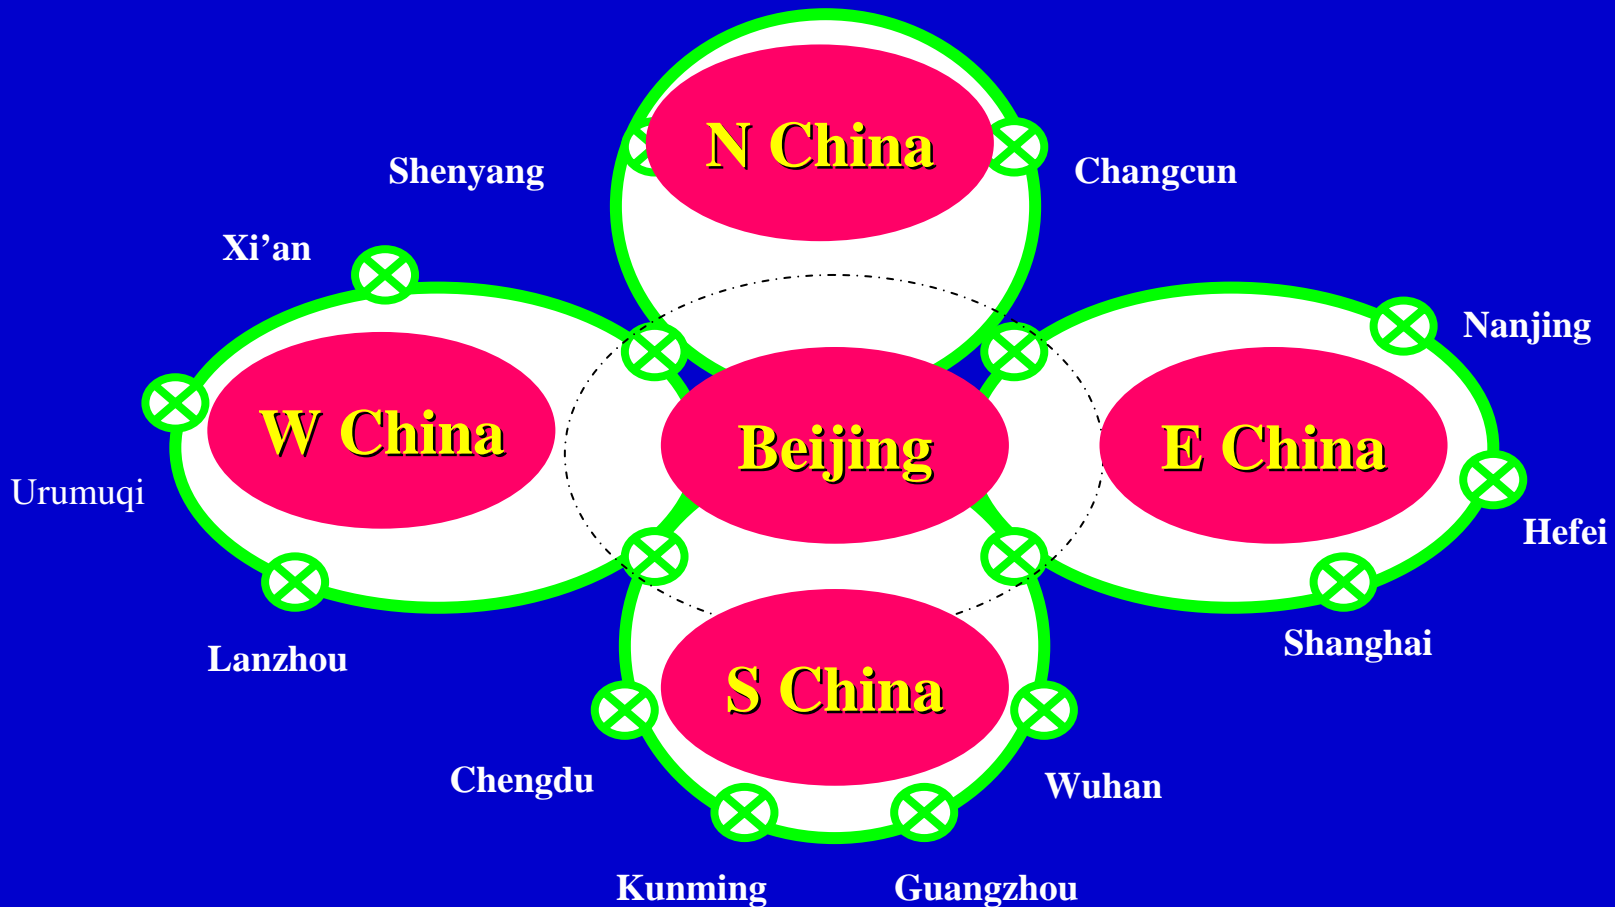 N China
Shenyang
Changcun
Xi’an
Nanjing
W China
Beijing
E China
Urumuqi
Hefei
Lanzhou
Shanghai
S China
Chengdu
Wuhan
Kunming
Guangzhou